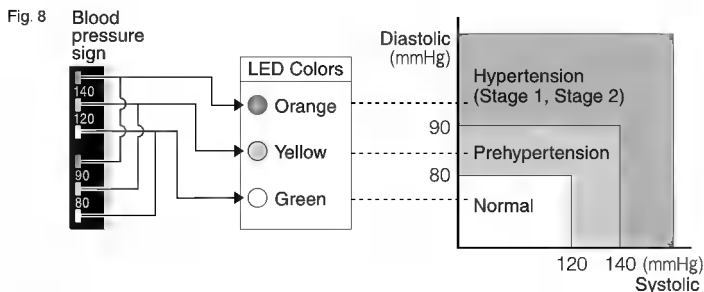 Fig. 8
Blood
pressure
sign
140
120
90
80
LED Colors
Orange
Yellow
Green
Diastolic
(mmHg)
90
80
Hypertension
(Stage 1, Stage 2)
Prehypertension
Normal
120 140 (mmHg)
Systolic